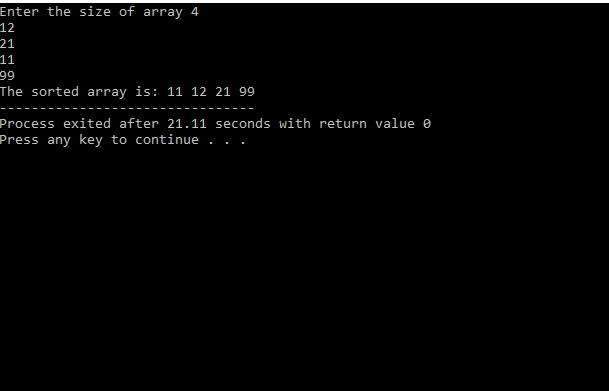 Enter the size of array 4
12
21
11
99
The sorted array is: 11 12 21 99
--------------------------------
Process exited after 21.11 seconds with return value 0
Press any key to continue . . .